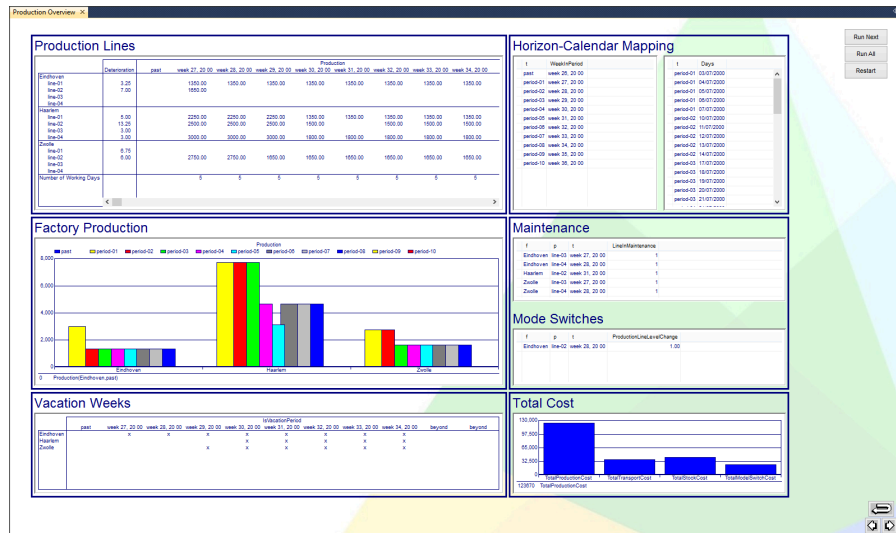 Production Overview ×
Run Next
Run All
Restart
Production Lines
Production
Deterioration past week 27, 20 00 week 28, 20 00 week 29, 20 00 week 30, 20 00 week 31, 20 00 week 32, 20 00 week 33, 20 00 week 34, 20 00
Eindhoven
line-01 3.25 1350.00 1350.00 1350.00 1350.00 1350.00 1350.00 1350.00 1350.00
line-02 7.00 1650.00
line-03
line-04
Haarlem
line-01 5.00 2250.00 2250.00 2250.00 1350.00 1350.00 1350.00 1350.00 1350.00
line-02 13.25 2500.00 2500.00 2500.00 1500.00 1500.00 1500.00 1500.00
line-03 3.00
line-04 3.00 3000.00 3000.00 3000.00 1800.00 1800.00 1800.00 1800.00 1800.00
Zwolle
line-01 6.75
line-02 6.00 2750.00 2750.00 1650.00 1650.00 1650.00 1650.00 1650.00 1650.00
line-03
line-04
Number of Working Days 5 5 5 5 5 5 5 5
Horizon-Calendar Mapping
t WeekInPeriod
past week 26, 20 00
period-01 week 27, 20 00
period-02 week 28, 20 00
period-03 week 29, 20 00
period-04 week 30, 20 00
period-05 week 31, 20 00
period-06 week 32, 20 00
period-07 week 33, 20 00
period-08 week 34, 20 00
period-09 week 35, 20 00
period-10 week 36, 20 00
t Days
period-01 03/07/2000
period-01 04/07/2000
period-01 05/07/2000
period-01 06/07/2000
period-01 07/07/2000
period-02 10/07/2000
period-02 11/07/2000
period-02 12/07/2000
period-02 13/07/2000
period-02 14/07/2000
period-03 17/07/2000
period-03 18/07/2000
period-03 19/07/2000
period-03 20/07/2000
period-03 21/07/2000
Factory Production
Production
past period-01 period-02 period-03 period-04 period-05 period-06 period-07 period-08 period-09 period-10
8,000
6,000
4,000
2,000
0
Eindhoven Haarlem Zwolle
0 Production(Eindhoven,past)
Maintenance
f p t LineInMaintenance
Eindhoven line-03 week 27, 20 00 1
Eindhoven line-04 week 28, 20 00 1
Haarlem line-02 week 31, 20 00 1
Zwolle line-03 week 27, 20 00 1
Zwolle line-04 week 28, 20 00 1
Mode Switches
f p t ProductionLineLevelChange
Eindhoven line-02 week 28, 20 00 1.00
Vacation Weeks
IsVacationPeriod
past week 27, 20 00 week 28, 20 00 week 29, 20 00 week 30, 20 00 week 31, 20 00 week 32, 20 00 week 33, 20 00 week 34, 20 00 beyond beyond
Eindhoven x x x x x x x x
Haarlem x x x x x
Zwolle x x x x x x
Total Cost
130,000
97,500
65,000
32,500
0
TotalProductionCost TotalTransportCost TotalStockCost TotalModelSwitchCost
123870 TotalProductionCost